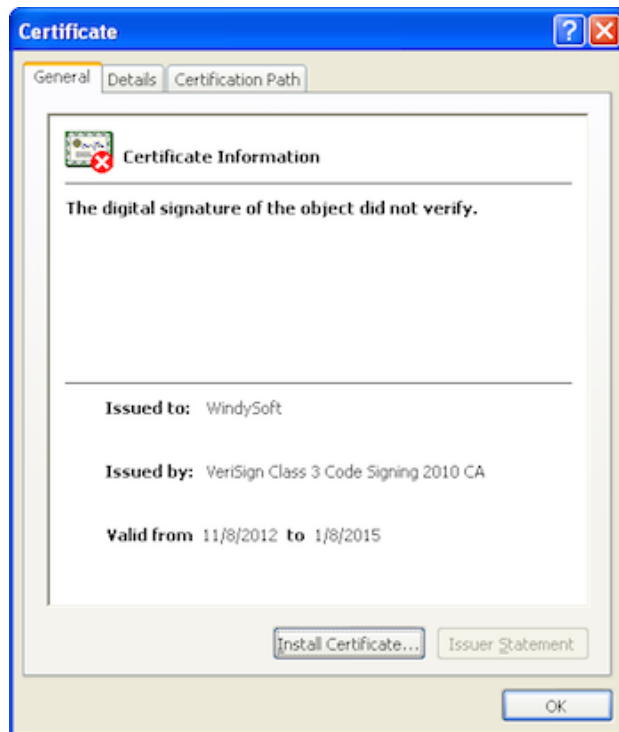 Certificate
General Details Certification Path
Certificate Information
The digital signature of the object did not verify.
Issued to: WindySoft
Issued by: VeriSign Class 3 Code Signing 2010 CA
Valid from 11/8/2012 to 1/8/2015
Install Certificate... Issuer Statement
OK